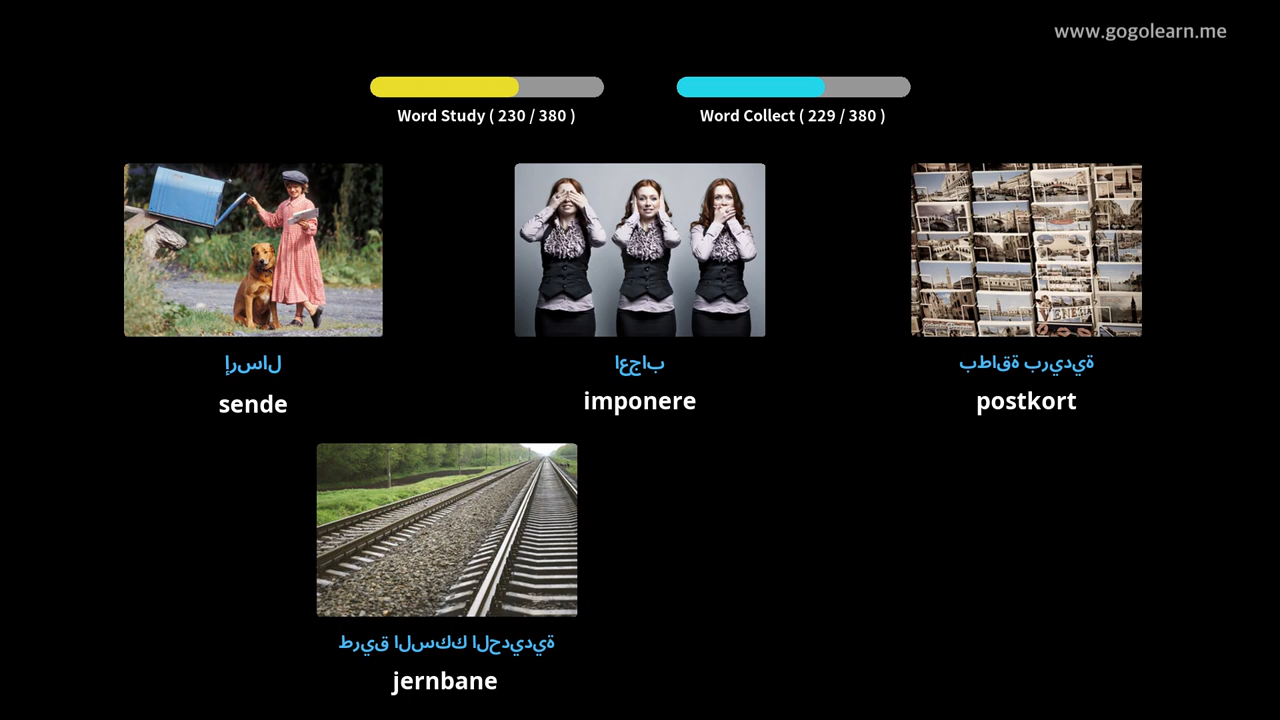 www.gogolearn.me
Word Study ( 230 / 380 )
Word Collect ( 229 / 380 )
إرسال
sende
اعجاب
imponere
بطاقة بريدية
postkort
طريق السكك الحديدية
jernbane